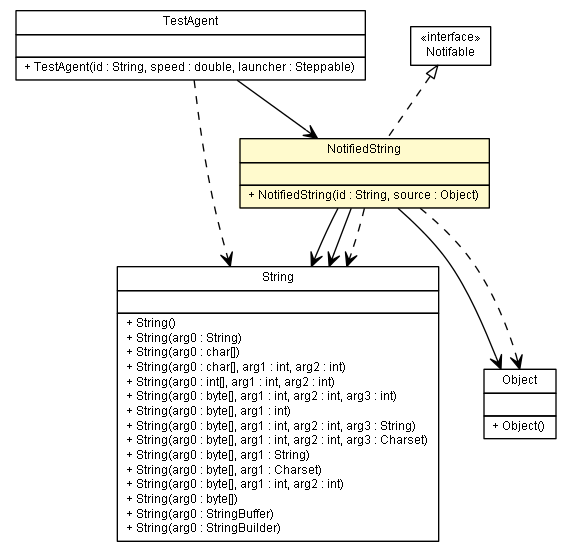 TestAgent
+ TestAgent(id : String, speed : double, launcher : Steppable)
«interface»
Notifable
NotifiedString
+ NotifiedString(id : String, source : Object)
String
+ String()
+ String(arg0 : String)
+ String(arg0 : char[])
+ String(arg0 : char[], arg1 : int, arg2 : int)
+ String(arg0 : int[], arg1 : int, arg2 : int)
+ String(arg0 : byte[], arg1 : int, arg2 : int, arg3 : int)
+ String(arg0 : byte[], arg1 : int)
+ String(arg0 : byte[], arg1 : int, arg2 : int, arg3 : String)
+ String(arg0 : byte[], arg1 : int, arg2 : int, arg3 : Charset)
+ String(arg0 : byte[], arg1 : String)
+ String(arg0 : byte[], arg1 : Charset)
+ String(arg0 : byte[], arg1 : int, arg2 : int)
+ String(arg0 : byte[])
+ String(arg0 : StringBuffer)
+ String(arg0 : StringBuilder)
Object
+ Object()